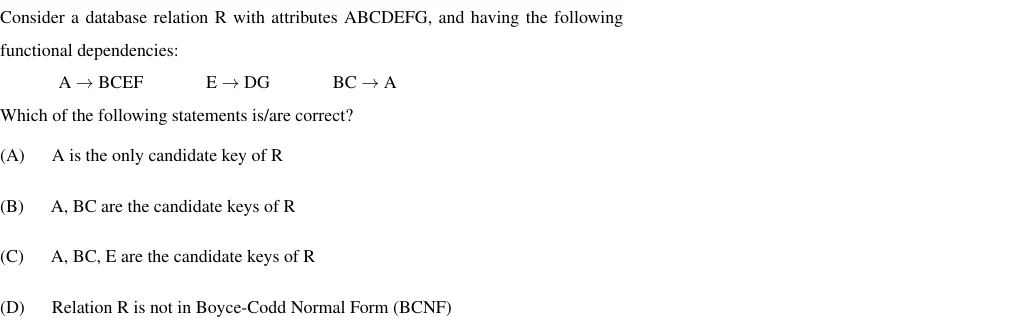 Consider a database relation R with attributes ABCDEFG, and having the following
functional dependencies:
A → BCEF E → DG BC → A
Which of the following statements is/are correct?
(A) A is the only candidate key of R
(B) A, BC are the candidate keys of R
(C) A, BC, E are the candidate keys of R
(D) Relation R is not in Boyce-Codd Normal Form (BCNF)